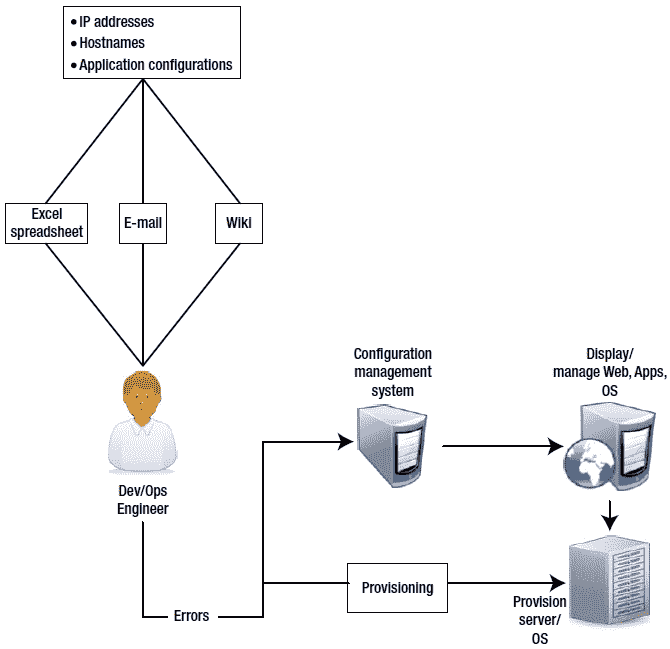 • IP addresses
• Hostnames
• Application configurations
Excel
spreadsheet
E-mail
Wiki
Dev/Ops
Engineer
Configuration
management
system
Display/
manage Web, Apps,
OS
Errors
Provisioning
Provision
server/
OS